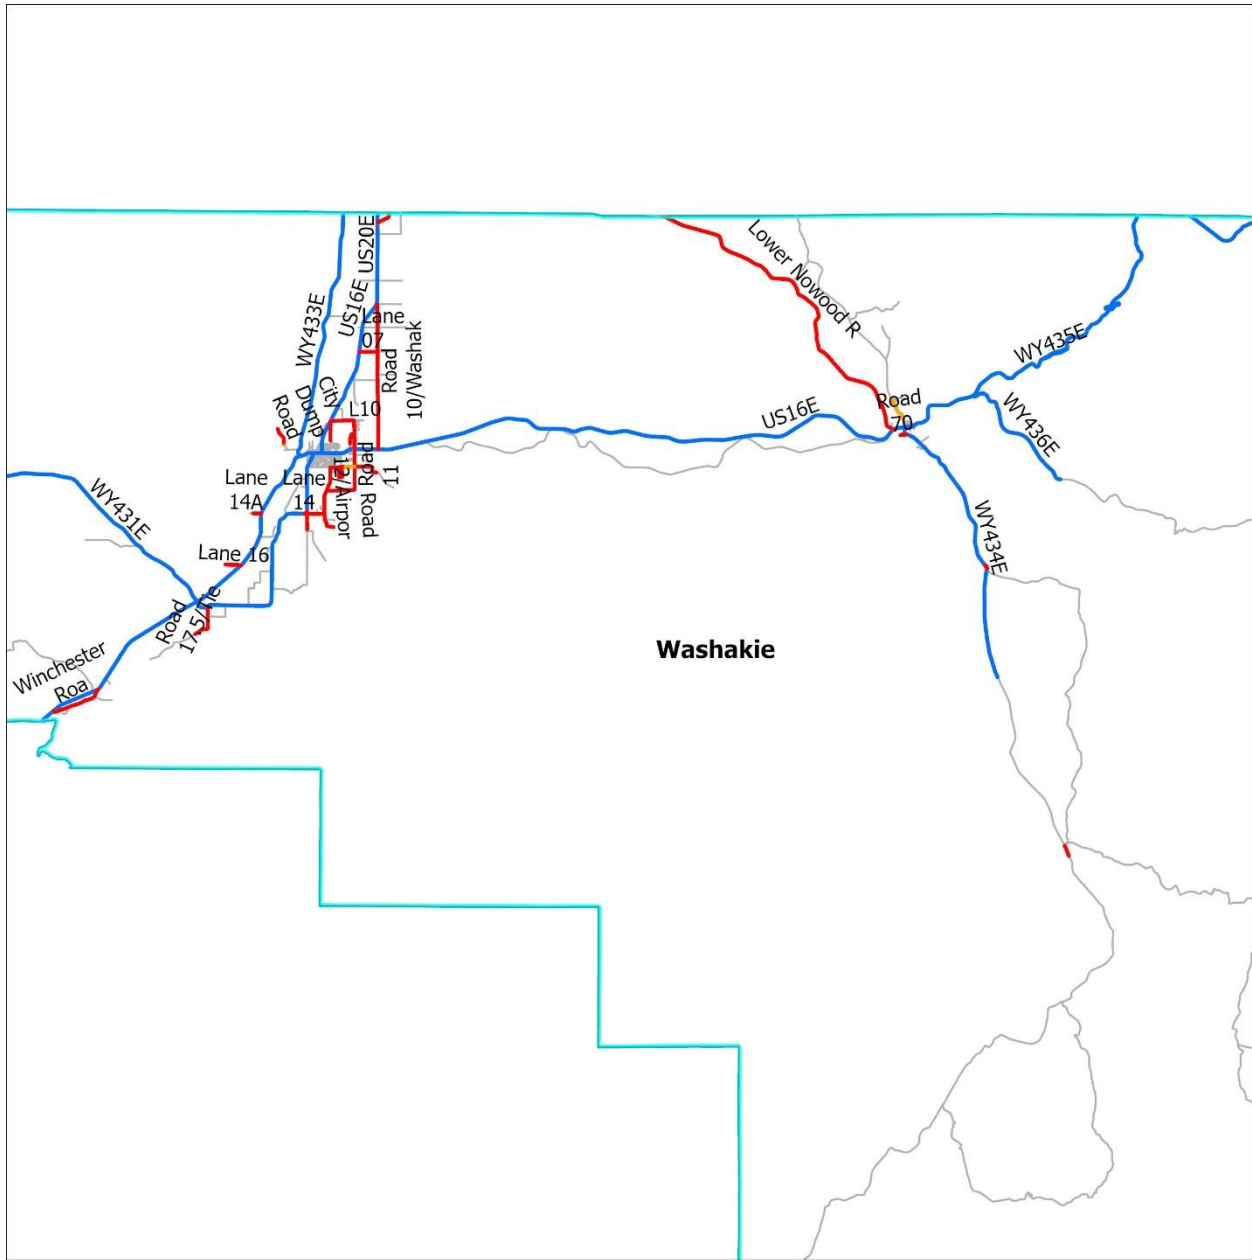 US20E
WY433E
US16E
Lane
07
Road
10/Washak
Lower Nowood R
WY435E
WY436E
City
Dump
Road
L10
US16E
Road
70
Road
11
12/Airpor
Road
Lane
14A
Lane
14
WY431E
WY434E
Lane 16
Road
17.5/Tie
Winchester
Roa
Washakie